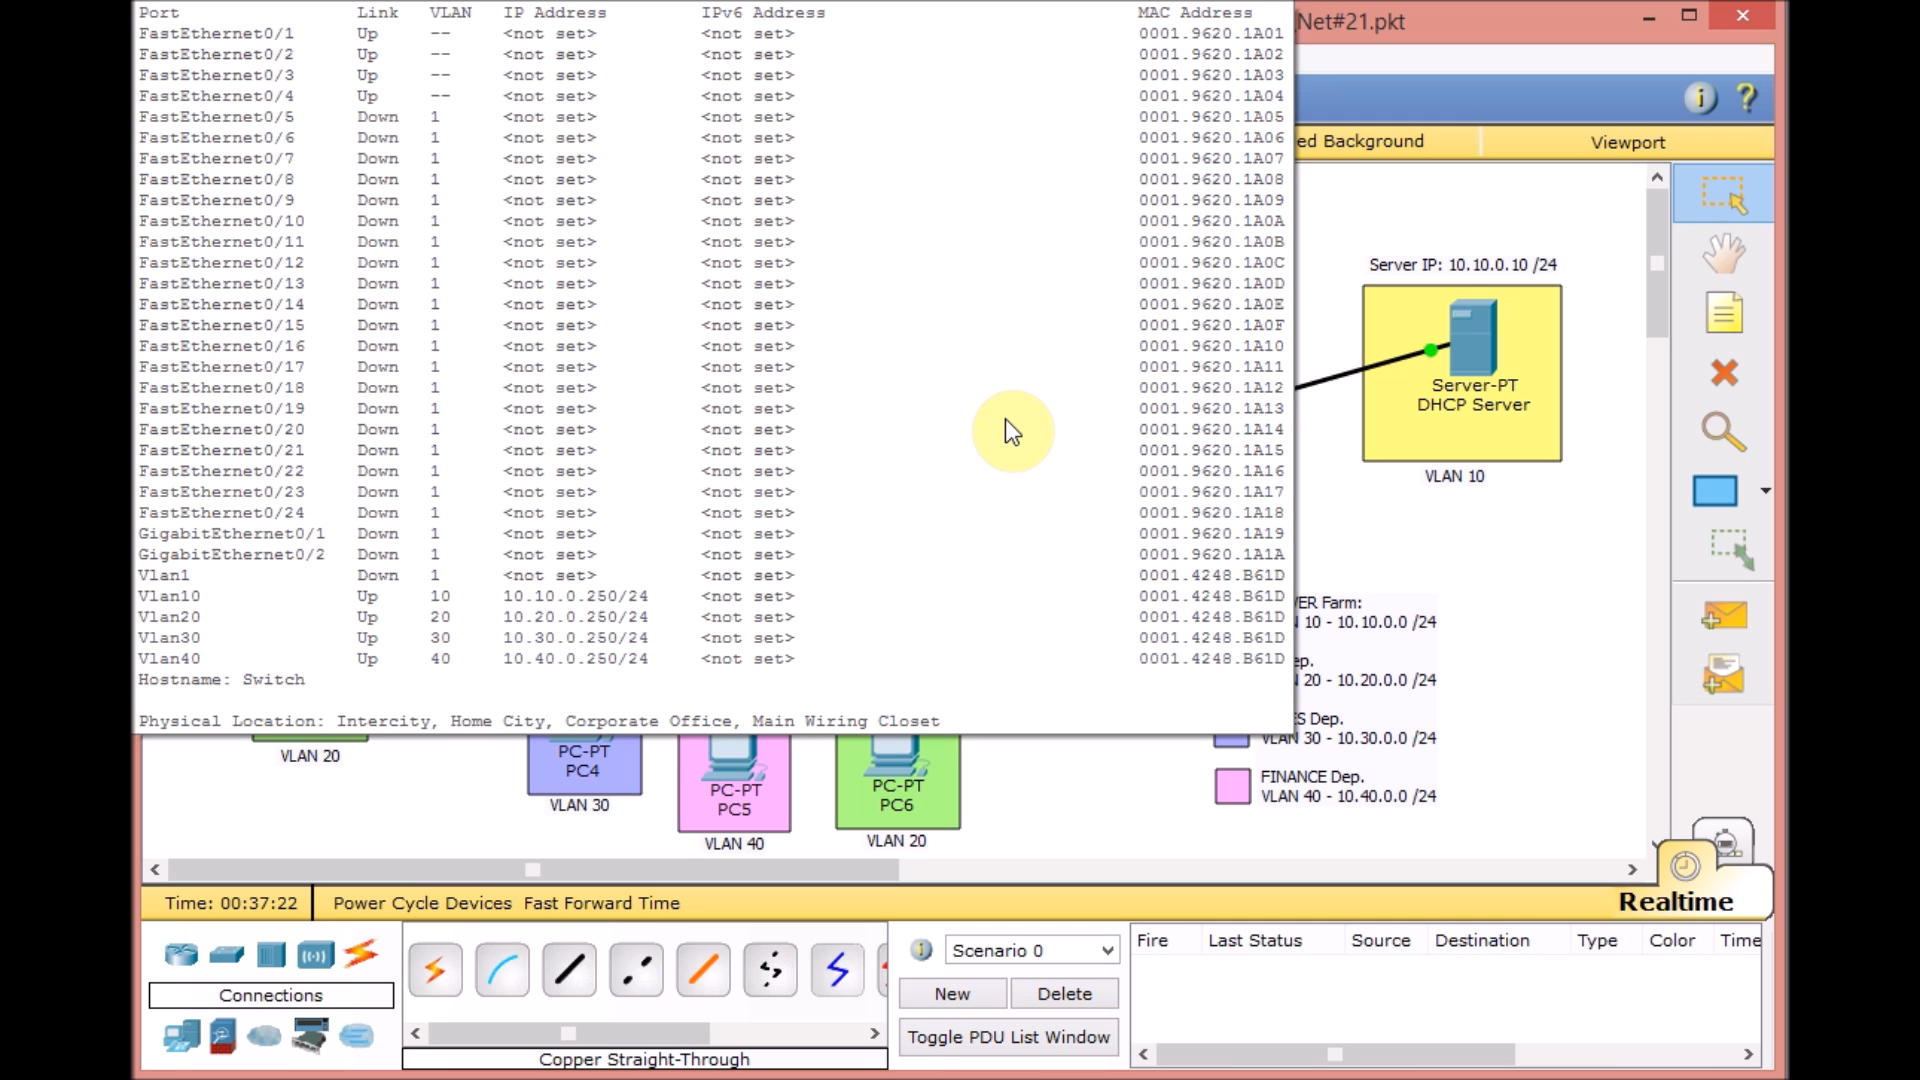 Port Link VLAN IP Address IPv6 Address MAC Address
FastEthernet0/1 Up -- <not set> <not set> 0001.9620.1A01
FastEthernet0/2 Up -- <not set> <not set> 0001.9620.1A02
FastEthernet0/3 Up -- <not set> <not set> 0001.9620.1A03
FastEthernet0/4 Up -- <not set> <not set> 0001.9620.1A04
FastEthernet0/5 Down 1 <not set> <not set> 0001.9620.1A05
FastEthernet0/6 Down 1 <not set> <not set> 0001.9620.1A06
FastEthernet0/7 Down 1 <not set> <not set> 0001.9620.1A07
FastEthernet0/8 Down 1 <not set> <not set> 0001.9620.1A08
FastEthernet0/9 Down 1 <not set> <not set> 0001.9620.1A09
FastEthernet0/10 Down 1 <not set> <not set> 0001.9620.1A0A
FastEthernet0/11 Down 1 <not set> <not set> 0001.9620.1A0B
FastEthernet0/12 Down 1 <not set> <not set> 0001.9620.1A0C
FastEthernet0/13 Down 1 <not set> <not set> 0001.9620.1A0D
FastEthernet0/14 Down 1 <not set> <not set> 0001.9620.1A0E
FastEthernet0/15 Down 1 <not set> <not set> 0001.9620.1A0F
FastEthernet0/16 Down 1 <not set> <not set> 0001.9620.1A10
FastEthernet0/17 Down 1 <not set> <not set> 0001.9620.1A11
FastEthernet0/18 Down 1 <not set> <not set> 0001.9620.1A12
FastEthernet0/19 Down 1 <not set> <not set> 0001.9620.1A13
FastEthernet0/20 Down 1 <not set> <not set> 0001.9620.1A14
FastEthernet0/21 Down 1 <not set> <not set> 0001.9620.1A15
FastEthernet0/22 Down 1 <not set> <not set> 0001.9620.1A16
FastEthernet0/23 Down 1 <not set> <not set> 0001.9620.1A17
FastEthernet0/24 Down 1 <not set> <not set> 0001.9620.1A18
GigabitEthernet0/1 Down 1 <not set> <not set> 0001.9620.1A19
GigabitEthernet0/2 Down 1 <not set> <not set> 0001.9620.1A1A
Vlan1 Down 1 <not set> <not set> 0001.4248.B61D
Vlan10 Up 10 10.10.0.250/24 <not set> 0001.4248.B61D
Vlan20 Up 20 10.20.0.250/24 <not set> 0001.4248.B61D
Vlan30 Up 30 10.30.0.250/24 <not set> 0001.4248.B61D
Vlan40 Up 40 10.40.0.250/24 <not set> 0001.4248.B61D
Hostname: Switch
Physical Location: Intercity, Home City, Corporate Office, Main Wiring Closet
Net#21.pkt
ed Background
Viewport
Server IP: 10.10.0.10 /24
Server-PT
DHCP Server
VLAN 10
ER Farm:
10 - 10.10.0.0 /24
ep.
20 - 10.20.0.0 /24
S Dep.
VLAN 30 - 10.30.0.0 /24
FINANCE Dep.
VLAN 40 - 10.40.0.0 /24
VLAN 20
PC-PT
PC4
VLAN 30
PC-PT
PC5
VLAN 40
PC-PT
PC6
VLAN 20
Time: 00:37:22
Power Cycle Devices Fast Forward Time
Realtime
Connections
Copper Straight-Through
Scenario 0
New
Delete
Toggle PDU List Window
Fire Last Status Source Destination Type Color Time